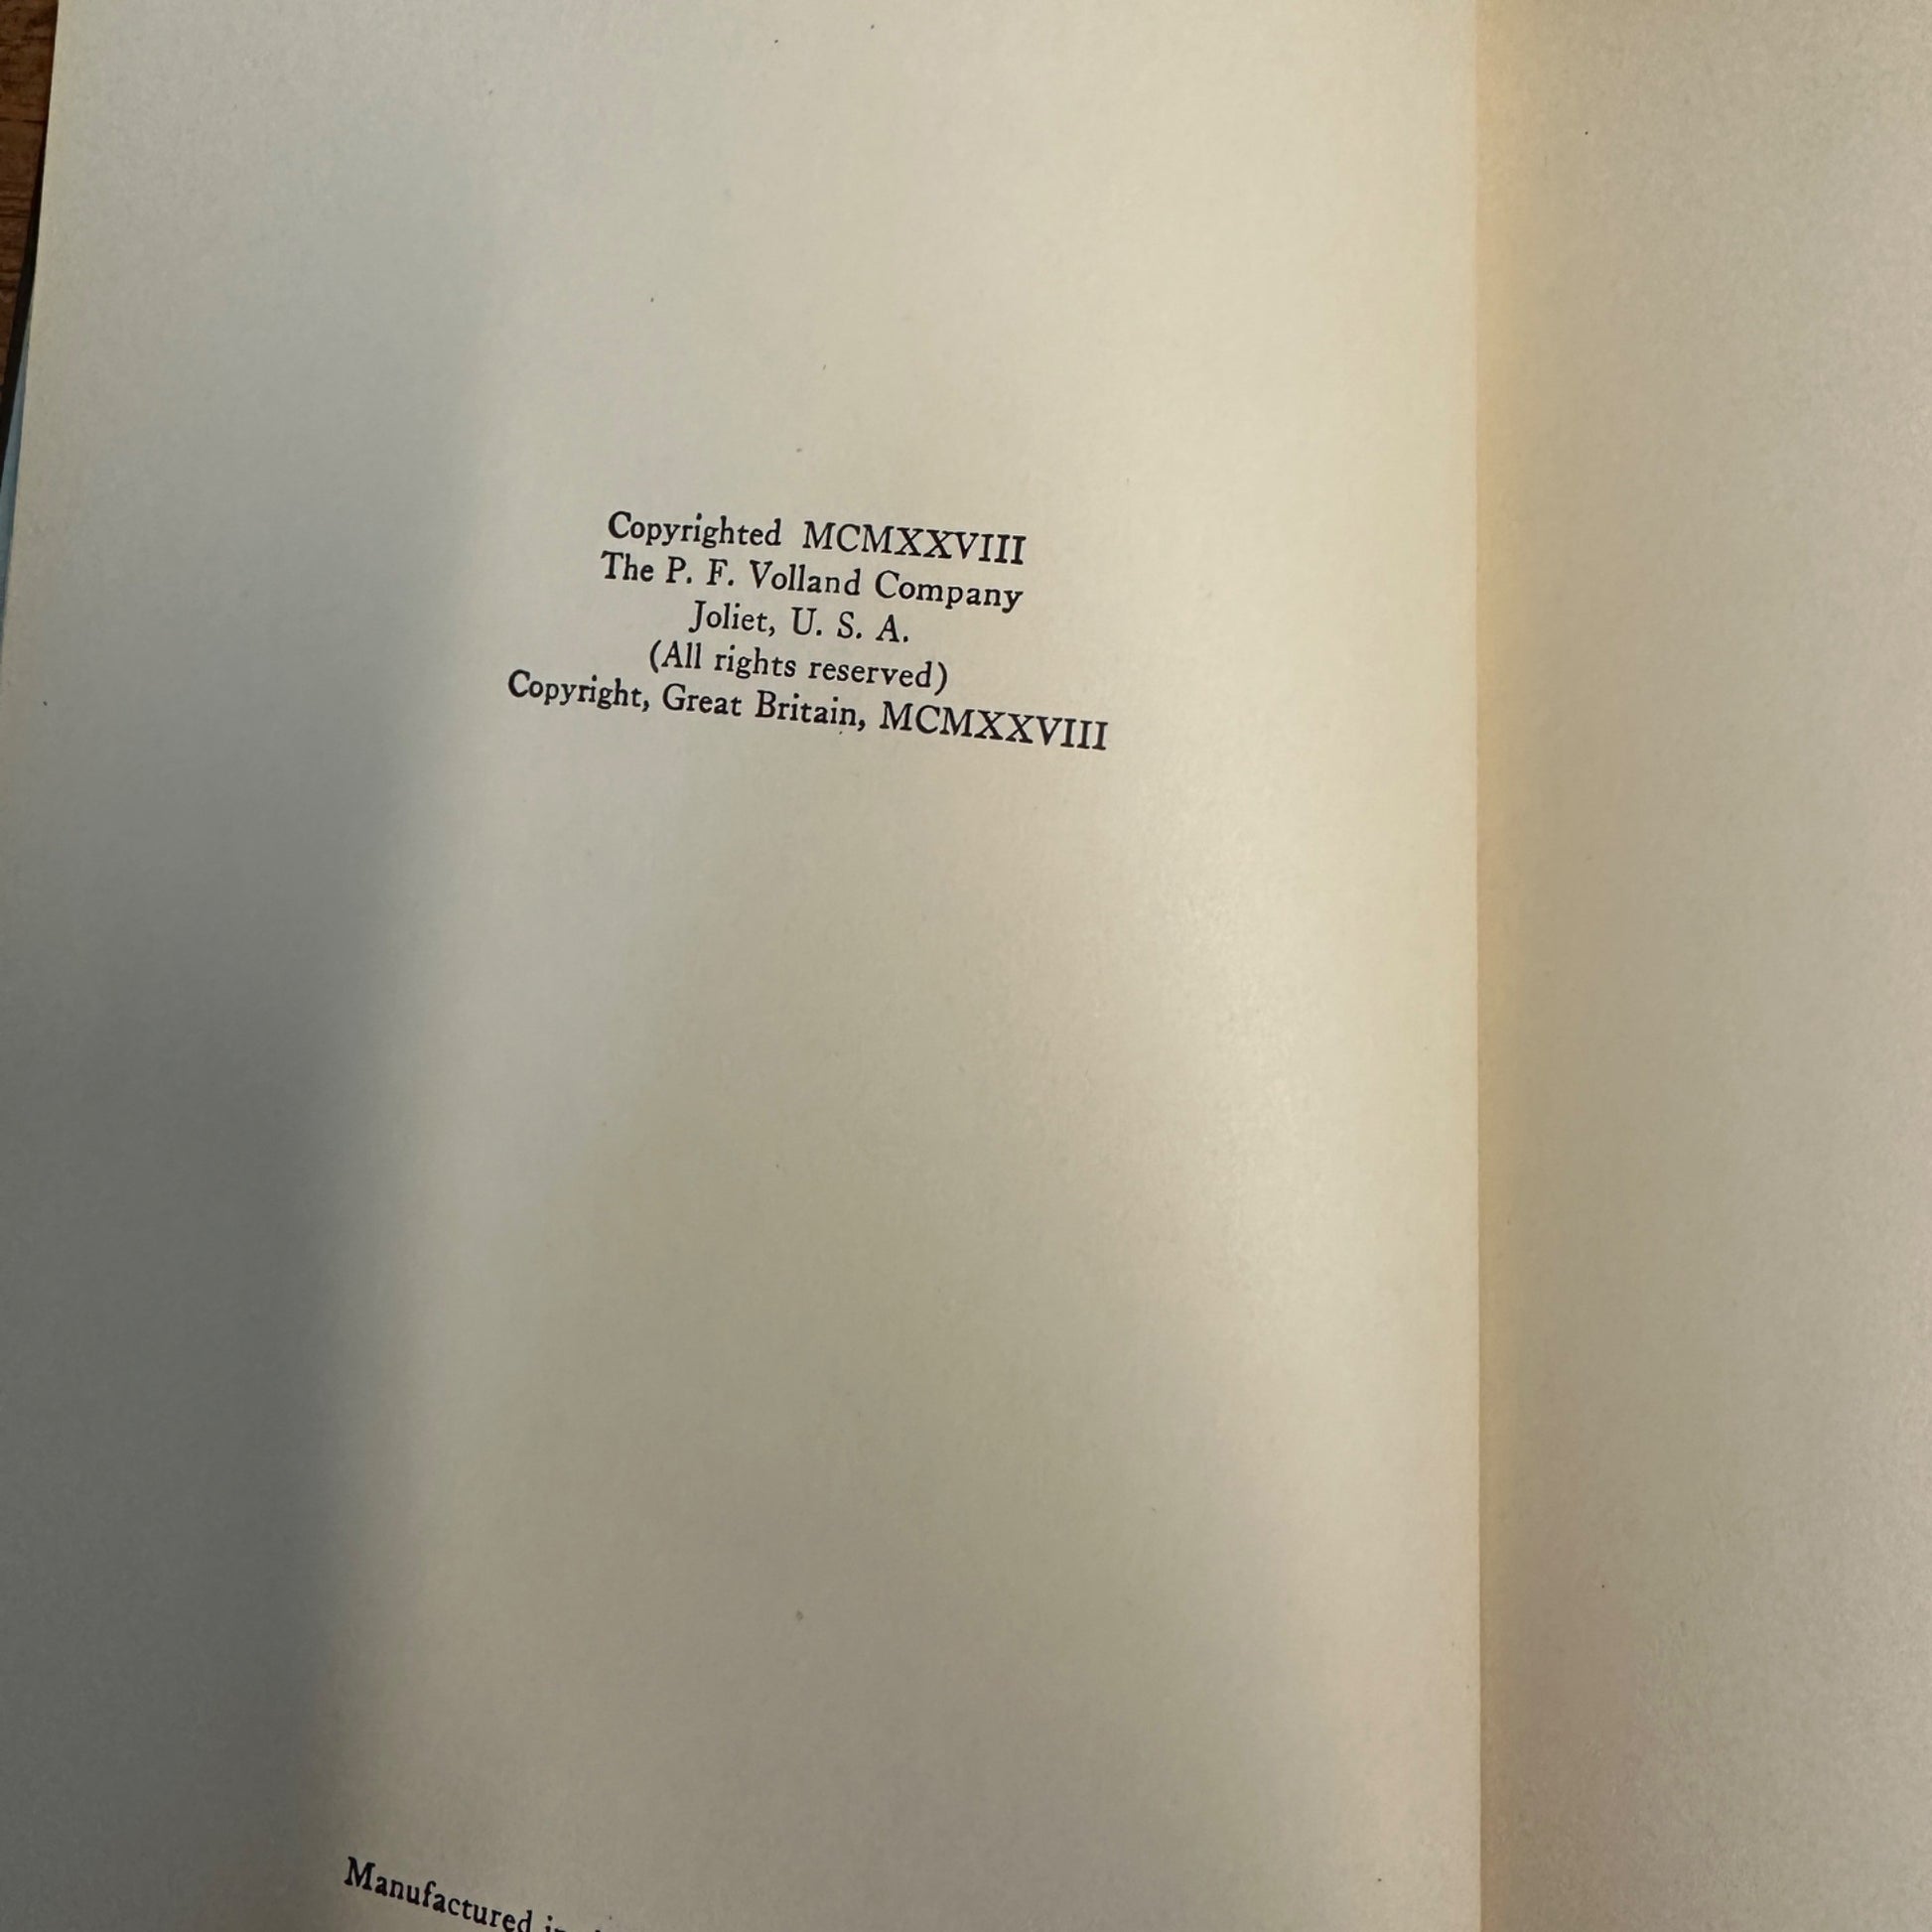 Copyrighted MCMXXVIII
The P. F. Volland Company
Joliet, U. S. A.
(All rights reserved)
Copyright, Great Britain, MCMXXVIII
Manufactured